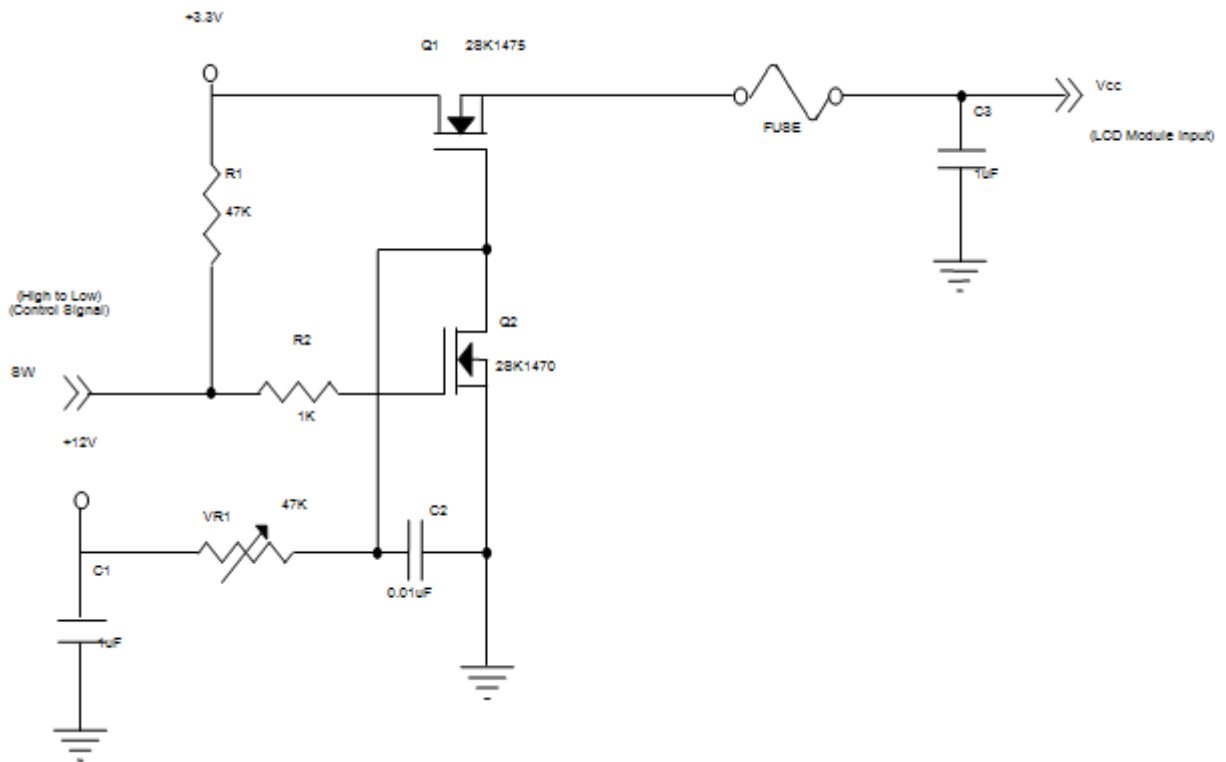 +3.3V
Q1 2SK1475
Vcc
C3
FUSE
(LCD Module Input)
R1
1uF
47K
(High to Low)
(Control Signal)
Q2
R2
SW
2SK1470
1K
+12V
47K
C2
VR1
C1
0.01uF
1uF